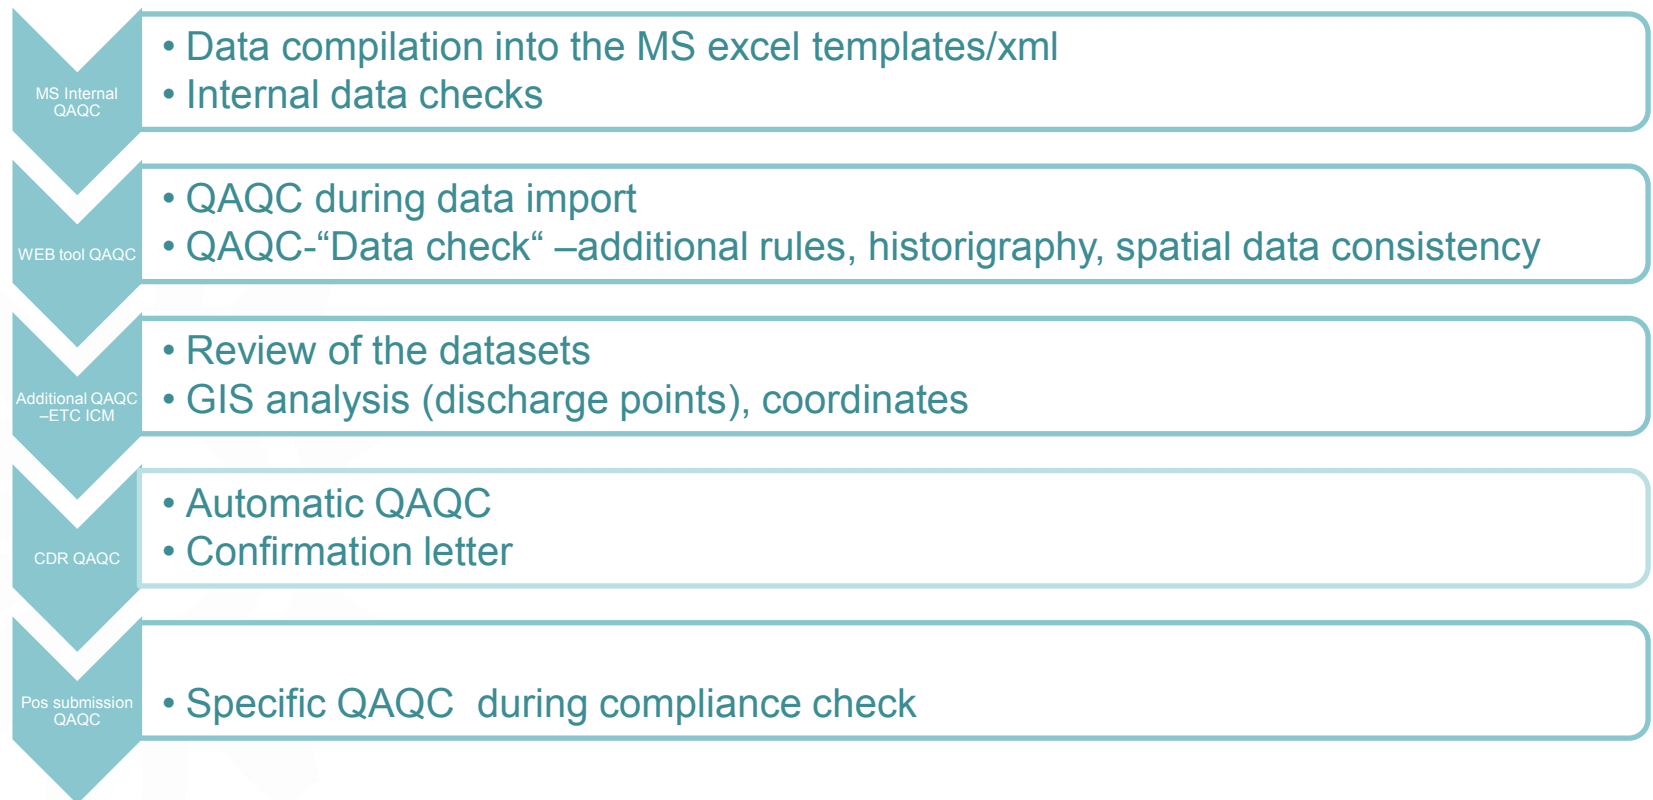 MS Internal
QAQC
• Data compilation into the MS excel templates/xml
• Internal data checks
WEB tool QAQC
• QAQC during data import
• QAQC-“Data check“ –additional rules, historigraphy, spatial data consistency
Additional QAQC
–ETC ICM
• Review of the datasets
• GIS analysis (discharge points), coordinates
CDR QAQC
• Automatic QAQC
• Confirmation letter
Pos submission
QAQC
• Specific QAQC  during compliance check